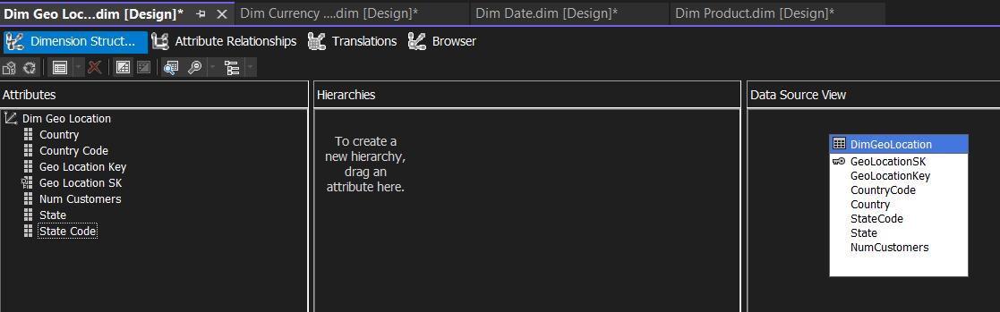 Dim Geo Loc...dim [Design]*
Dim Currency ....dim [Design]*
Dim Date.dim [Design]*
Dim Product.dim [Design]*
Dimension Struct...
Attribute Relationships
Translations
Browser
Attributes
Dim Geo Location
Country
Country Code
Geo Location Key
Geo Location SK
Num Customers
State
State Code
Hierarchies
To create a
new hierarchy,
drag an
attribute here.
Data Source View
DimGeoLocation
GeoLocationSK
GeoLocationKey
CountryCode
Country
StateCode
State
NumCustomers